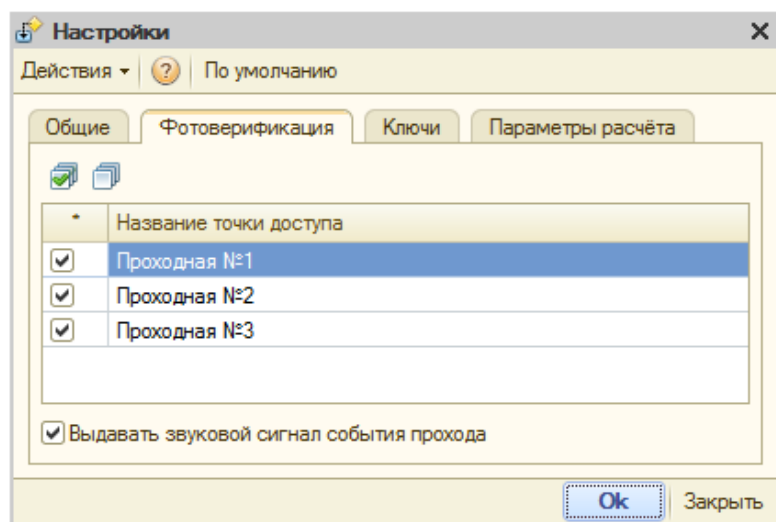 Настройки
Действия ? По умолчанию
Общие Фотоверификация Ключи Параметры расчёта
* Название точки доступа
Проходная №1
Проходная №2
Проходная №3
Выдавать звуковой сигнал события прохода
Ok Закрыть